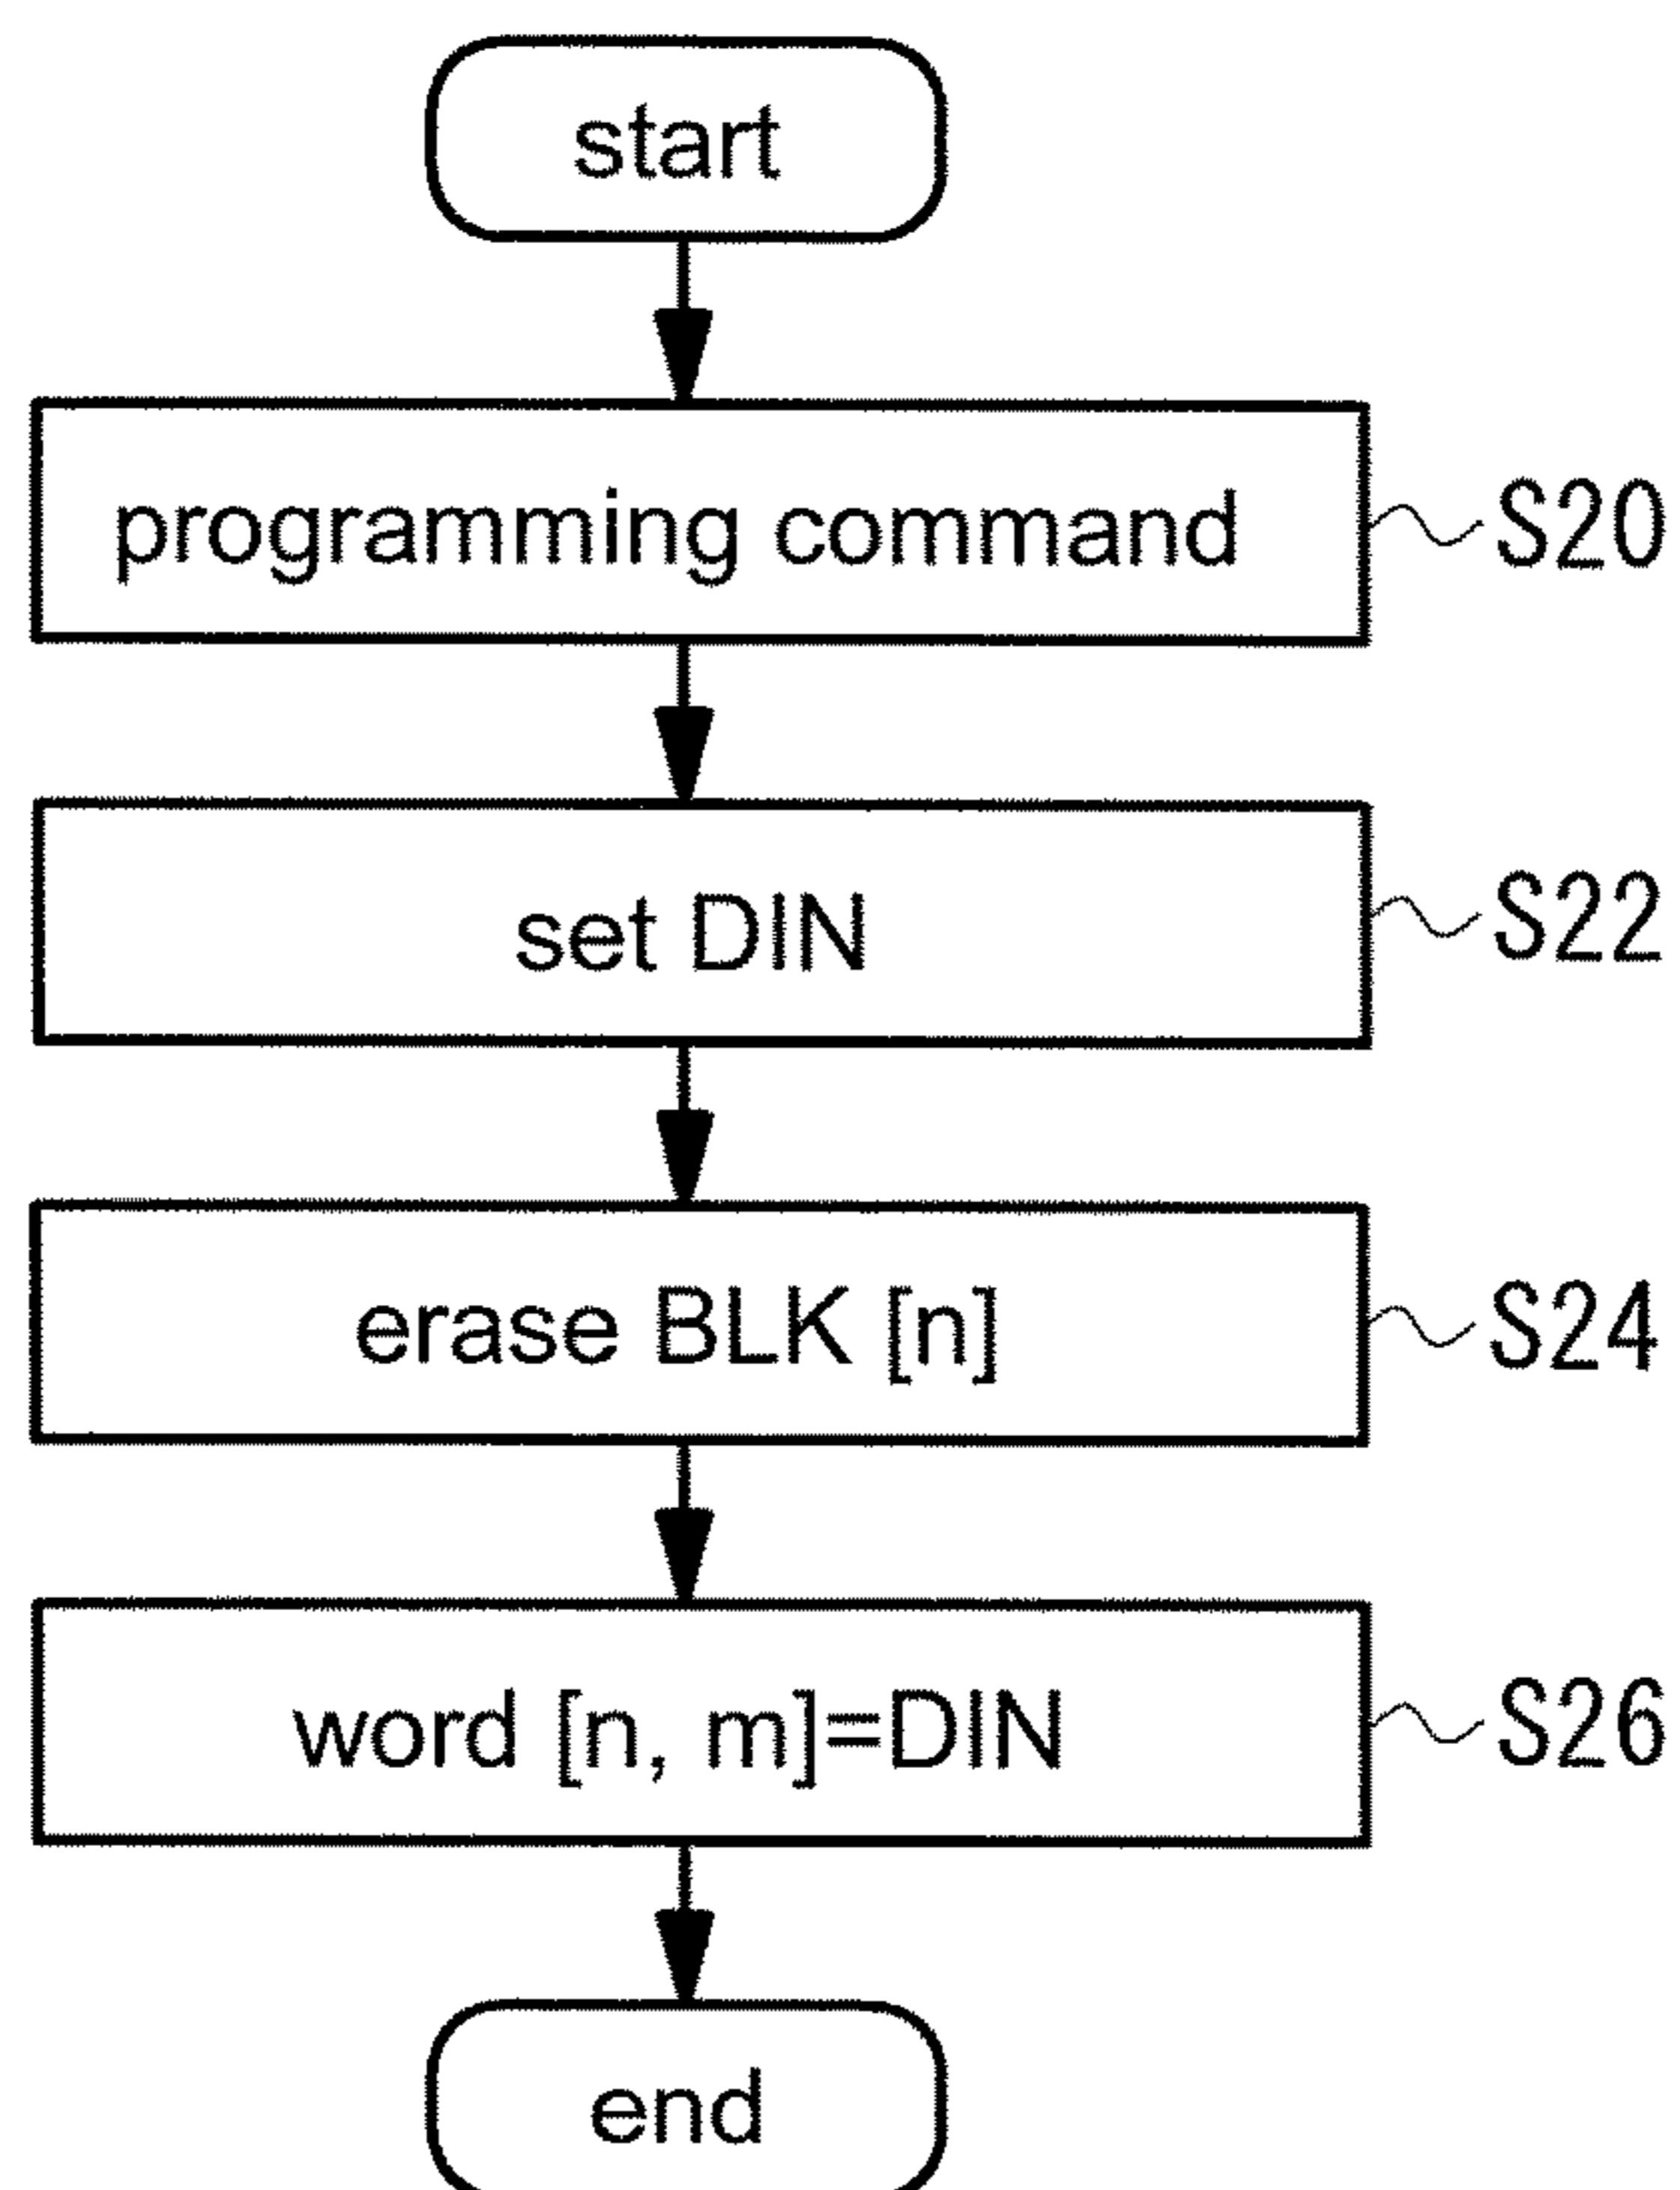 start
programming command S20
set DIN S22
erase BLK [n] S24
word [n, m]=DIN S26
end